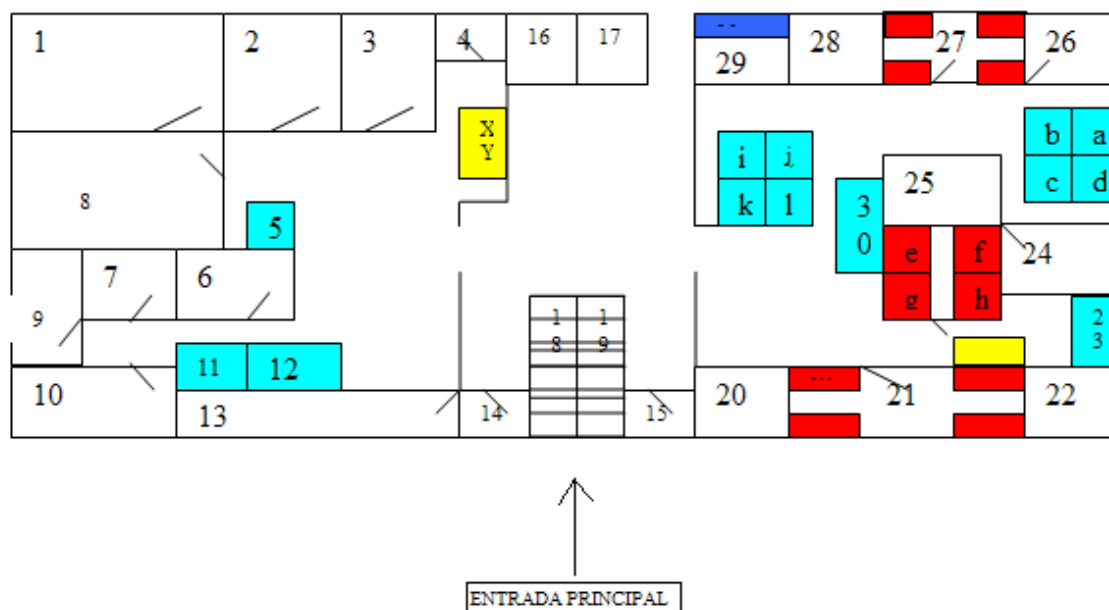 1 2 3 4 16 17 -- 28 27 26
29
X
Y
b a
i j
c d
8 5 k l 3
0 25
e f 24
7 6 g h
9 1
8 1
9 2
3
11 12 ---
10 13 14 15 20 21 22
ENTRADA PRINCIPAL